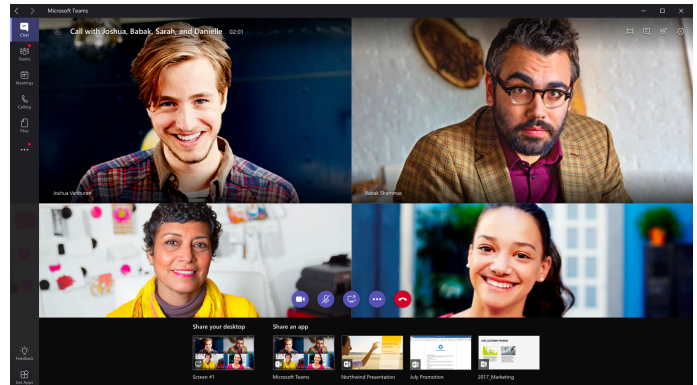 Microsoft Teams
Chat
Call with Joshua, Babak, Sarah, and Danielle 02:01
Teams
Meetings
Calling
Files
Joshua Vanburen
Babak Shammas
Share your desktop
Share an app
Feedback
Screen #1
Microsoft Teams
Northwind Presentation
July Promotion
2017_Marketing
Get Apps